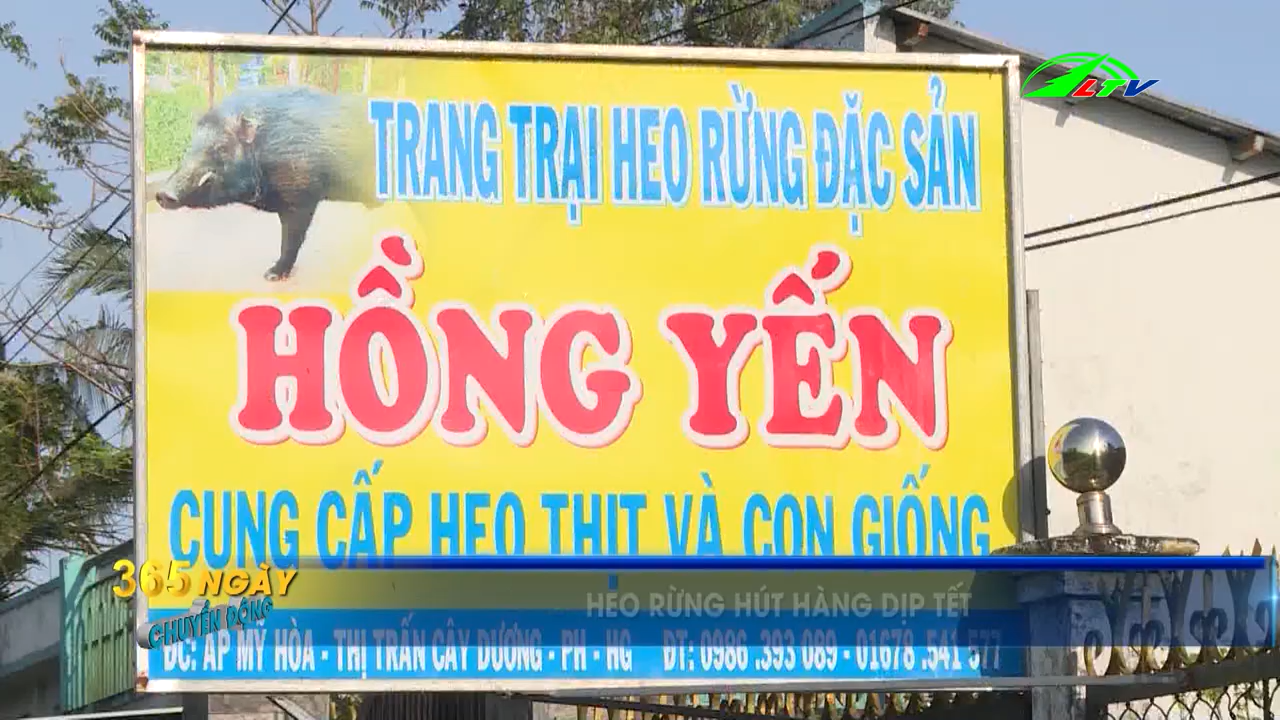 LTV
TRANG TRẠI HEO RỪNG ĐẶC SẢN
HỒNG YẾN
CUNG CẤP HEO THỊT VÀ CON GIỐNG
365 NGÀY
CHUYỂN ĐỘNG
HEO RỪNG HÚT HÀNG DỊP TẾT
ĐC: ẤP MỸ HÒA - THỊ TRẤN CÂY DƯƠNG - PH - HG ĐT: 0986 .393 089 - 01678 .541 577